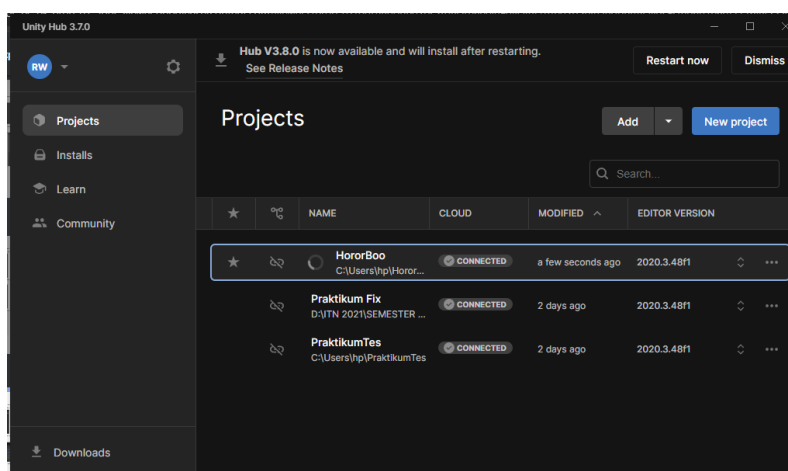 Unity Hub 3.7.0
RW
Hub V3.8.0 is now available and will install after restarting.
See Release Notes
Restart now
Dismiss
Projects
Installs
Learn
Community
Downloads
Projects
Add
New project
Search...
NAME CLOUD MODIFIED EDITOR VERSION
HororBoo CONNECTED a few seconds ago 2020.3.48f1
C:\Users\hp\Horor...
Praktikum Fix CONNECTED 2 days ago 2020.3.48f1
D:\ITN 2021\SEMESTER ...
PraktikumTes CONNECTED 2 days ago 2020.3.48f1
C:\Users\hp\PraktikumTes